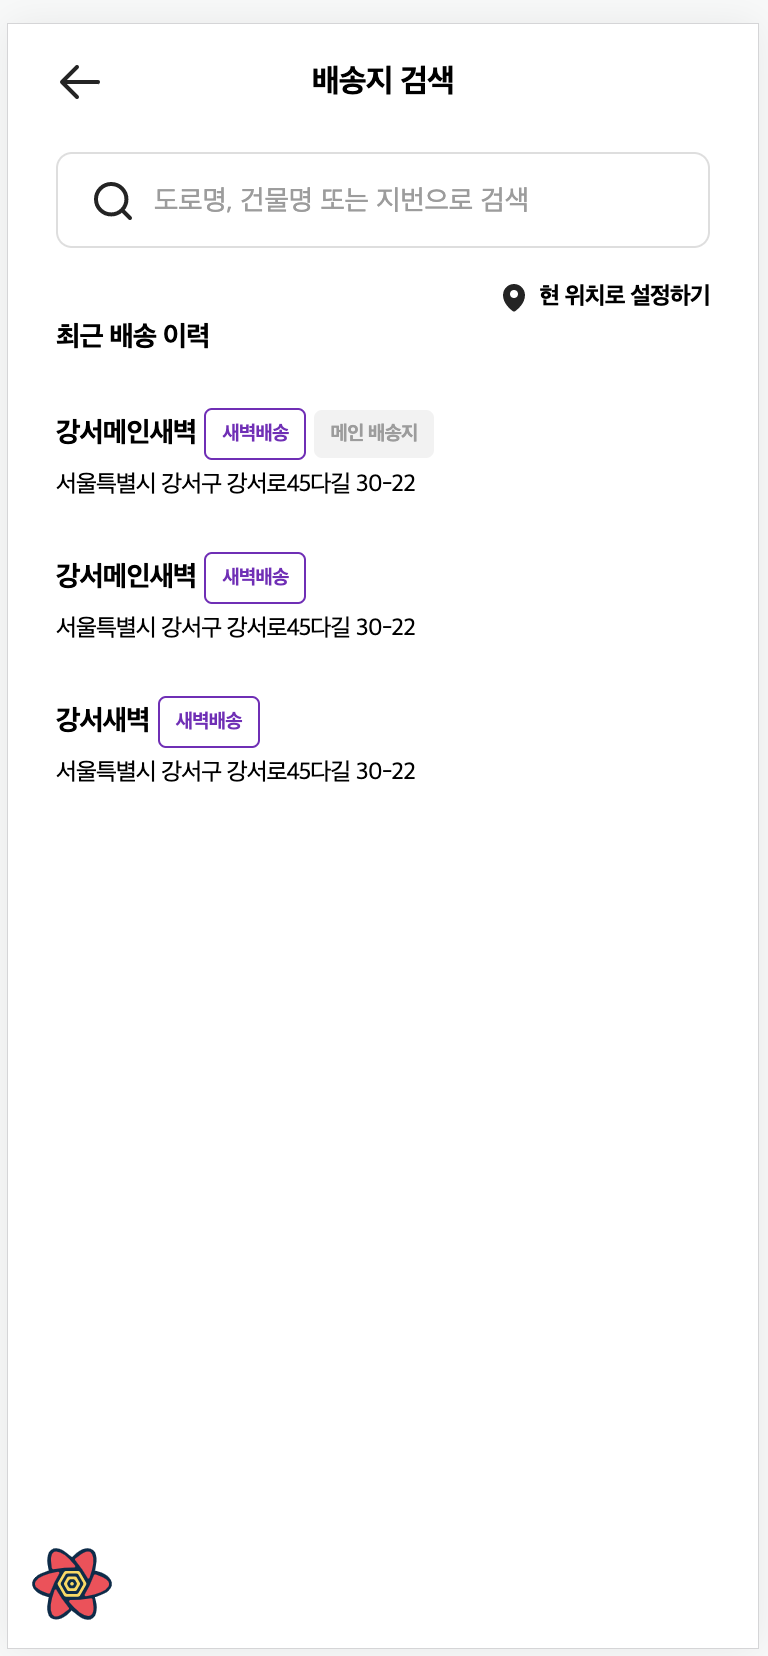 배송지 검색
도로명, 건물명 또는 지번으로 검색
현 위치로 설정하기
최근 배송 이력
강서메인새벽 새벽배송 메인 배송지
서울특별시 강서구 강서로45다길 30-22
강서메인새벽 새벽배송
서울특별시 강서구 강서로45다길 30-22
강서새벽 새벽배송
서울특별시 강서구 강서로45다길 30-22